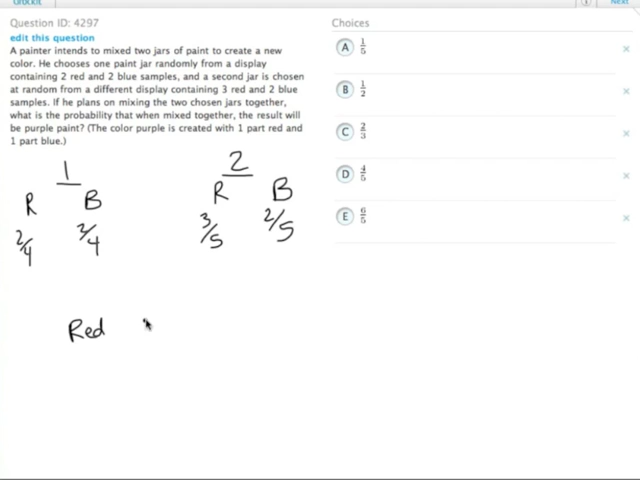 Grockit
Next
Question ID: 4297
edit this question
A painter intends to mixed two jars of paint to create a new
color. He chooses one paint jar randomly from a display
containing 2 red and 2 blue samples, and a second jar is chosen
at random from a different display containing 3 red and 2 blue
samples. If he plans on mixing the two chosen jars together,
what is the probability that when mixed together, the result will
be purple paint? (The color purple is created with 1 part red and
1 part blue.)
Choices
A 1/5
B 1/2
C 2/3
D 4/5
E 6/5
1 2
R B R B
2/4 2/4 3/5 2/5
Red